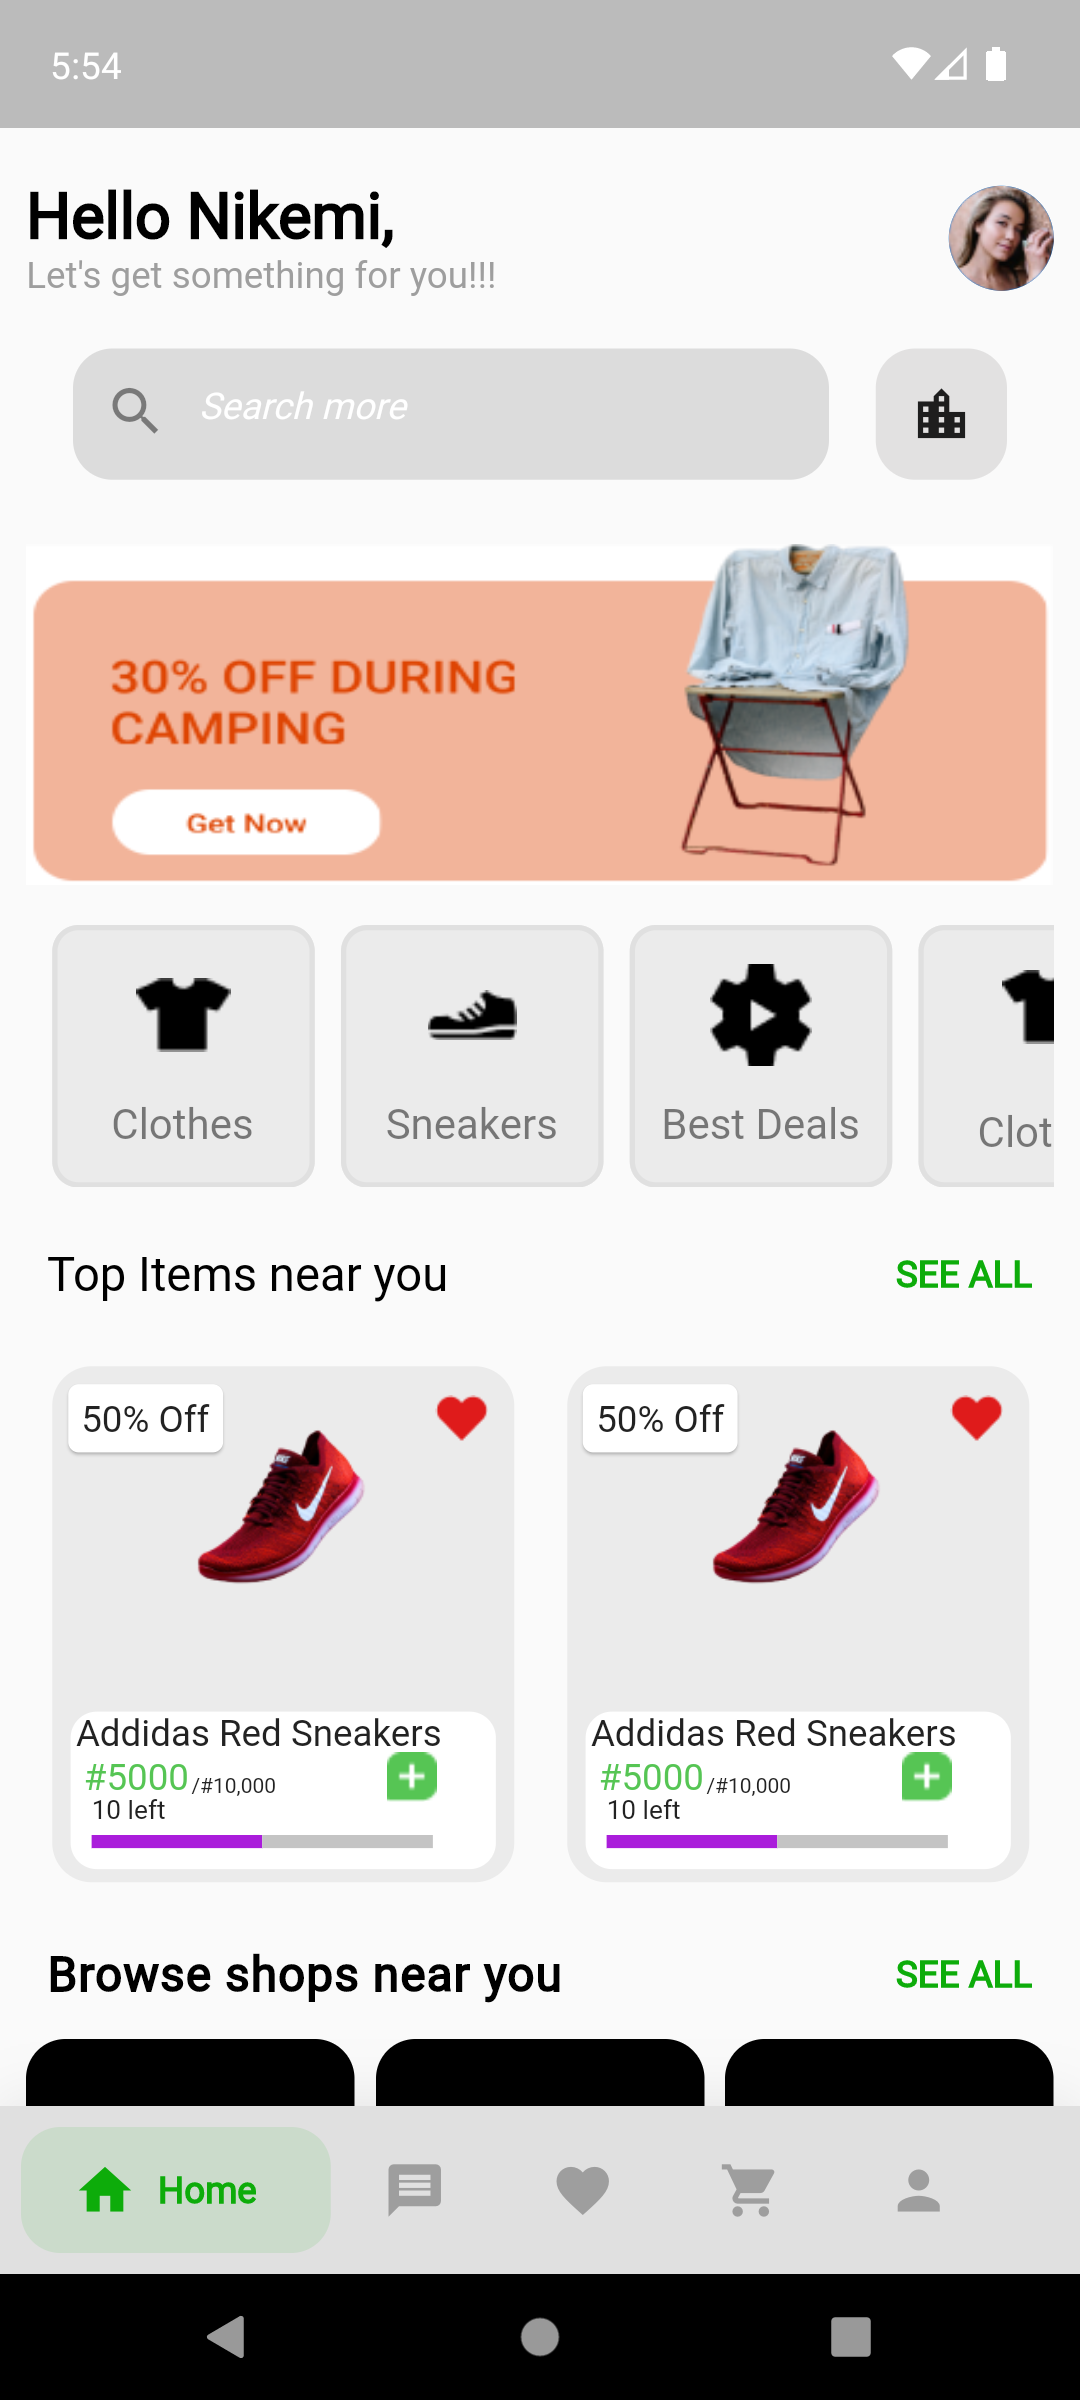 5:54
Hello Nikemi,
Let's get something for you!!!
Search more
30% OFF DURING
CAMPING
Get Now
Clothes
Sneakers
Best Deals
Clot
Top Items near you
SEE ALL
50% Off
50% Off
Addidas Red Sneakers
#5000/#10,000
10 left
Addidas Red Sneakers
#5000/#10,000
10 left
Browse shops near you
SEE ALL
Home